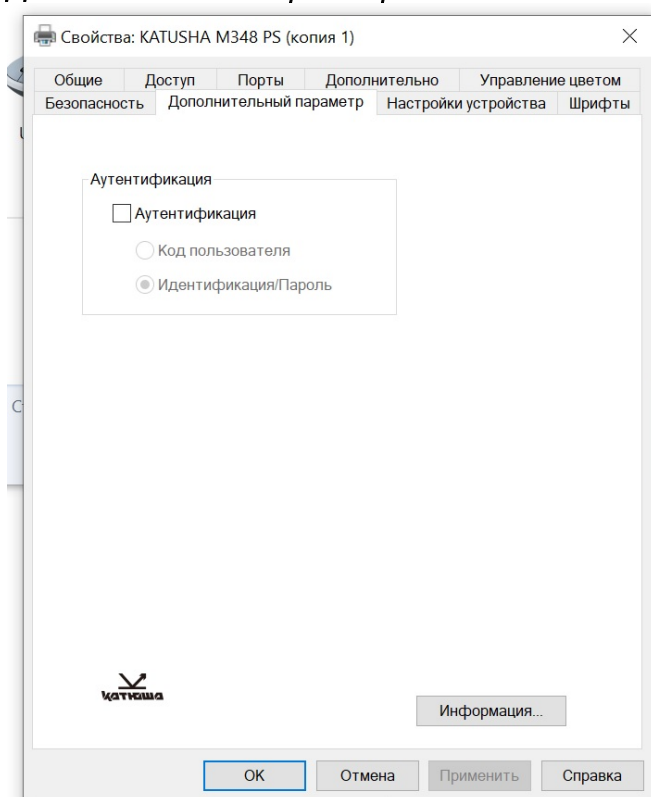 Свойства: KATUSHA M348 PS (копия 1)
Общие Доступ Порты Дополнительно Управление цветом
Безопасность Дополнительный параметр Настройки устройства Шрифты
Аутентификация
Аутентификация
Код пользователя
Идентификация/Пароль
С
катюша
Информация...
ОК Отмена Применить Справка